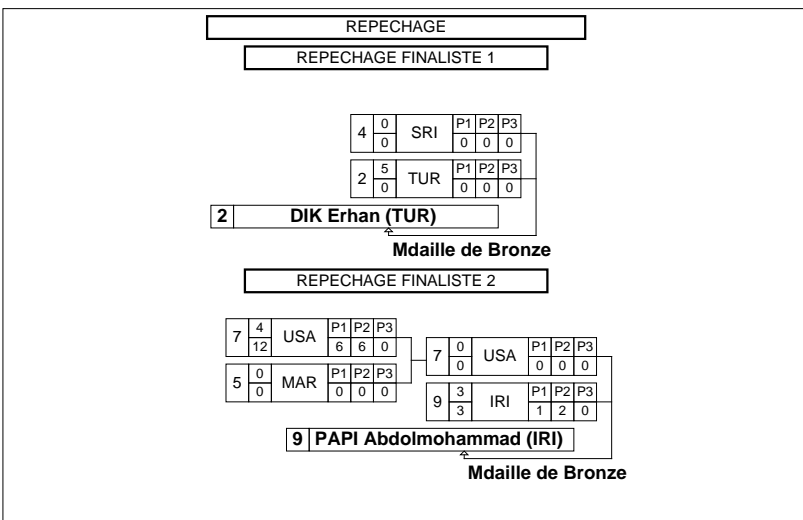 REPECHAGE
REPECHAGE FINALISTE 1
4 0 SRI P1 P2 P3
0 0 0 0
2 5 TUR P1 P2 P3
0 0 0 0
2 DIK Erhan (TUR)
Mdaille de Bronze
REPECHAGE FINALISTE 2
7 4 USA P1 P2 P3
12 6 6 0
5 0 MAR P1 P2 P3
0 0 0 0
7 0 USA P1 P2 P3
0 0 0 0
9 3 IRI P1 P2 P3
3 1 2 0
9 PAPI Abdolmohammad (IRI)
Mdaille de Bronze